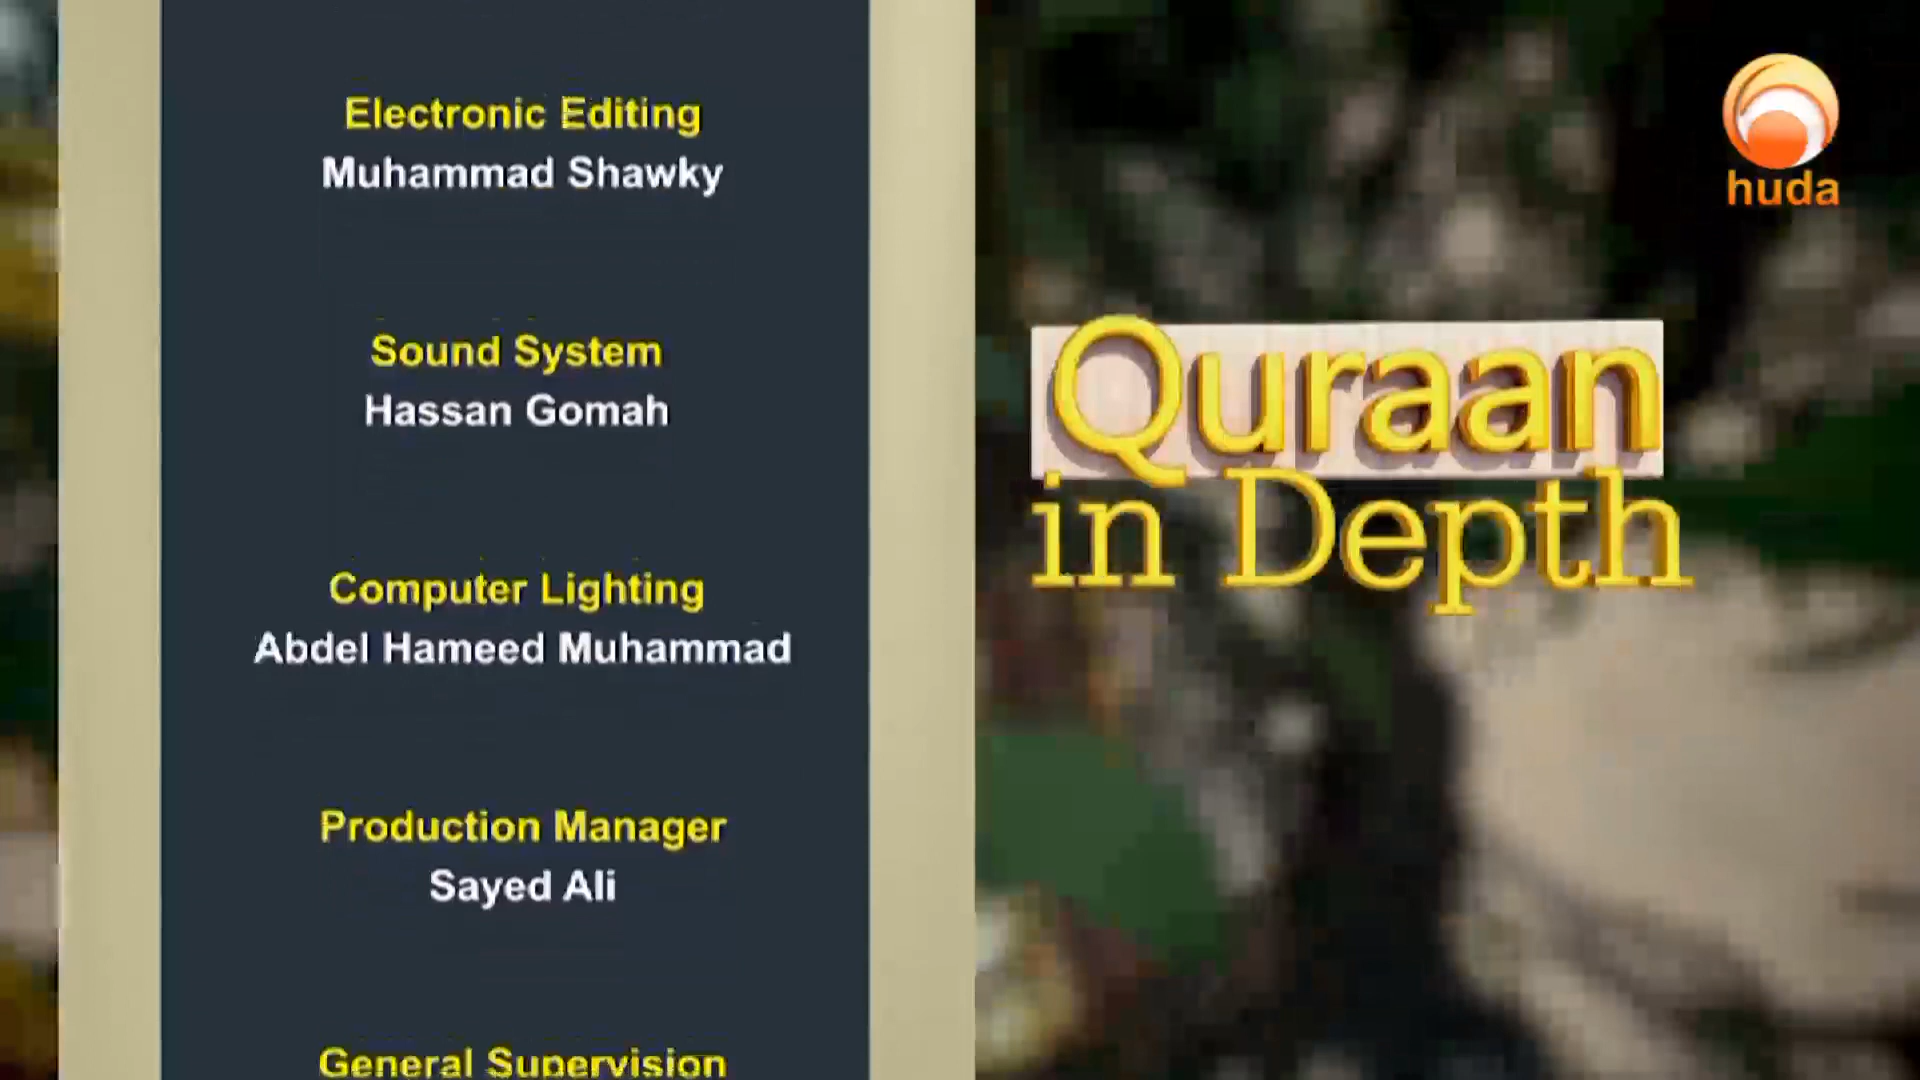 Electronic Editing
Muhammad Shawky
Sound System
Hassan Gomah
Computer Lighting
Abdel Hameed Muhammad
Production Manager
Sayed Ali
General Supervision
huda
Quraan
in Depth